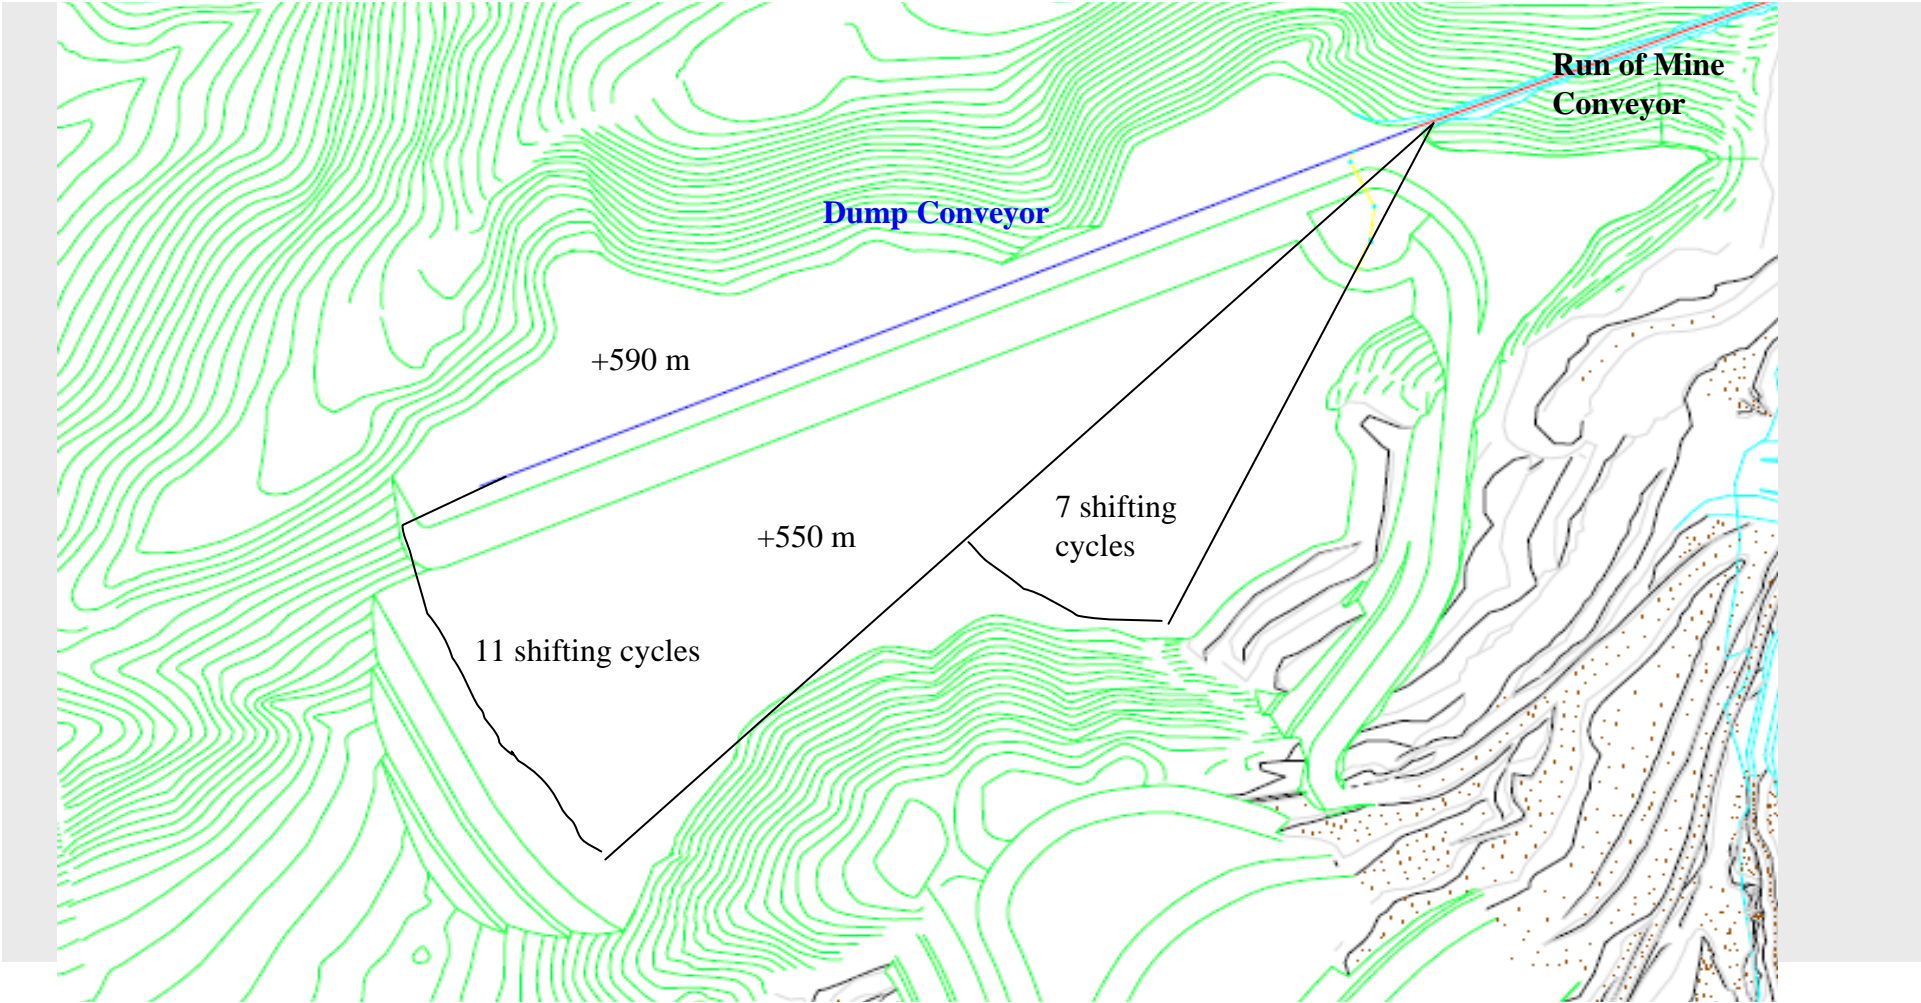 Run of Mine
Conveyor
Dump Conveyor
+590 m
7 shifting
cycles
+550 m
11 shifting cycles